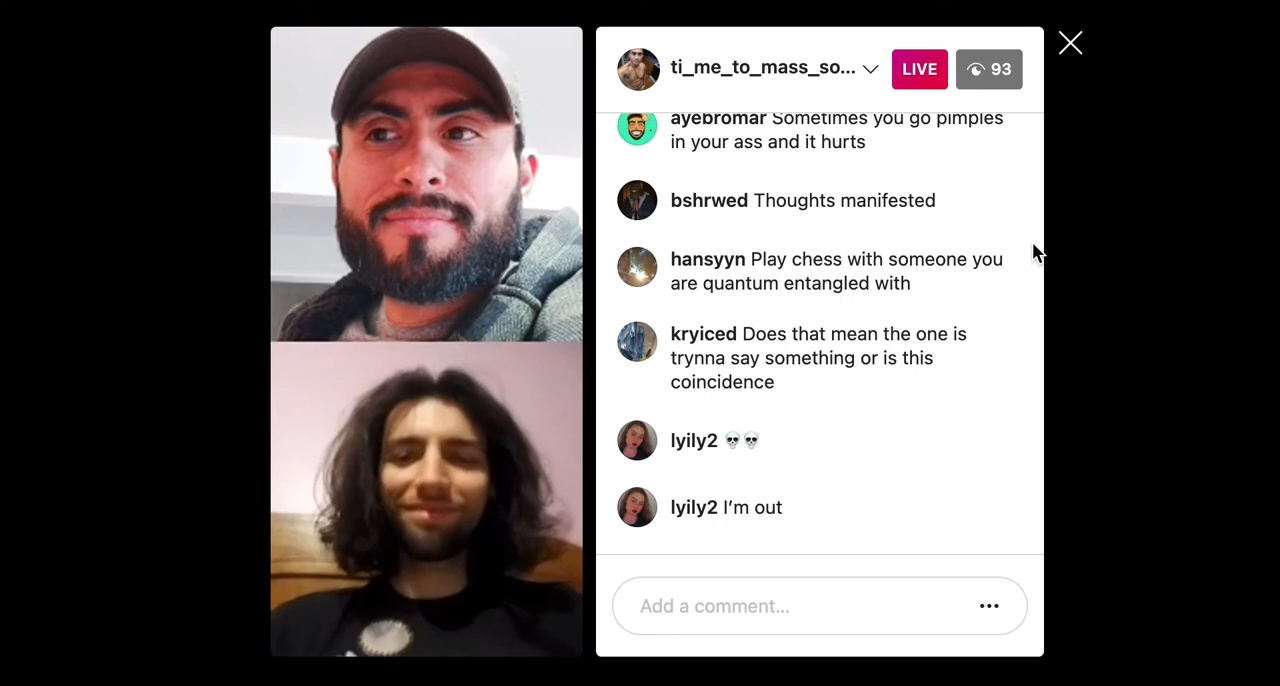 ti_me_to_mass_so...
LIVE
93
ayebromar Sometimes you go pimples
in your ass and it hurts
bshrwed Thoughts manifested
hansyyn Play chess with someone you
are quantum entangled with
kryiced Does that mean the one is
trynna say something or is this
coincidence
lyily2 💀💀
lyily2 I’m out
Add a comment...